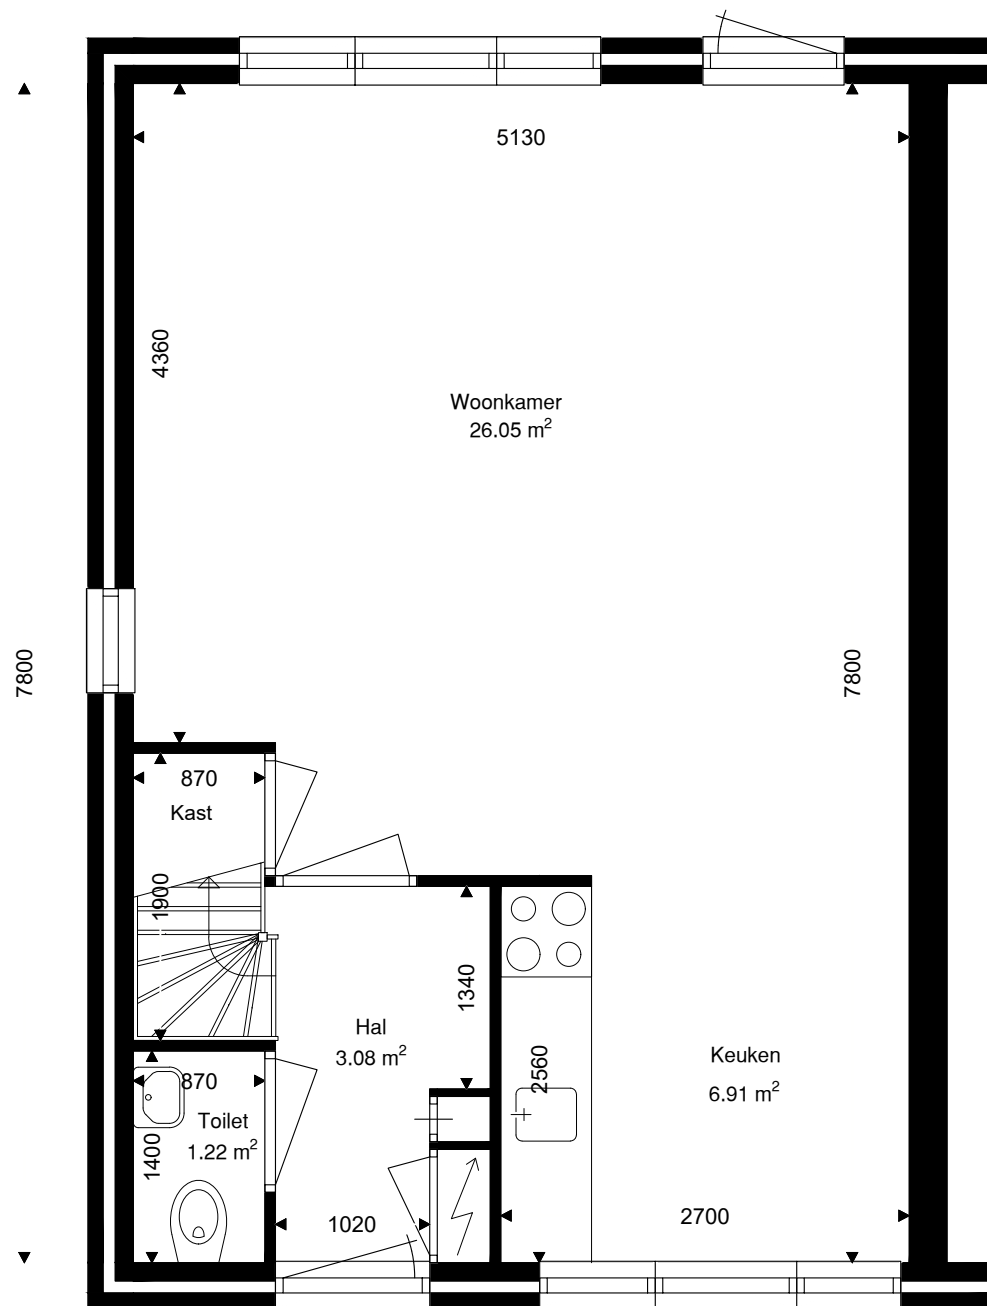 5130
4360
Woonkamer
26.05 m²
7800
7800
870
Kast
1900
1340
Hal
3.08 m²
2560
Keuken
6.91 m²
870
Toilet
1.22 m²
1400
1020
2700